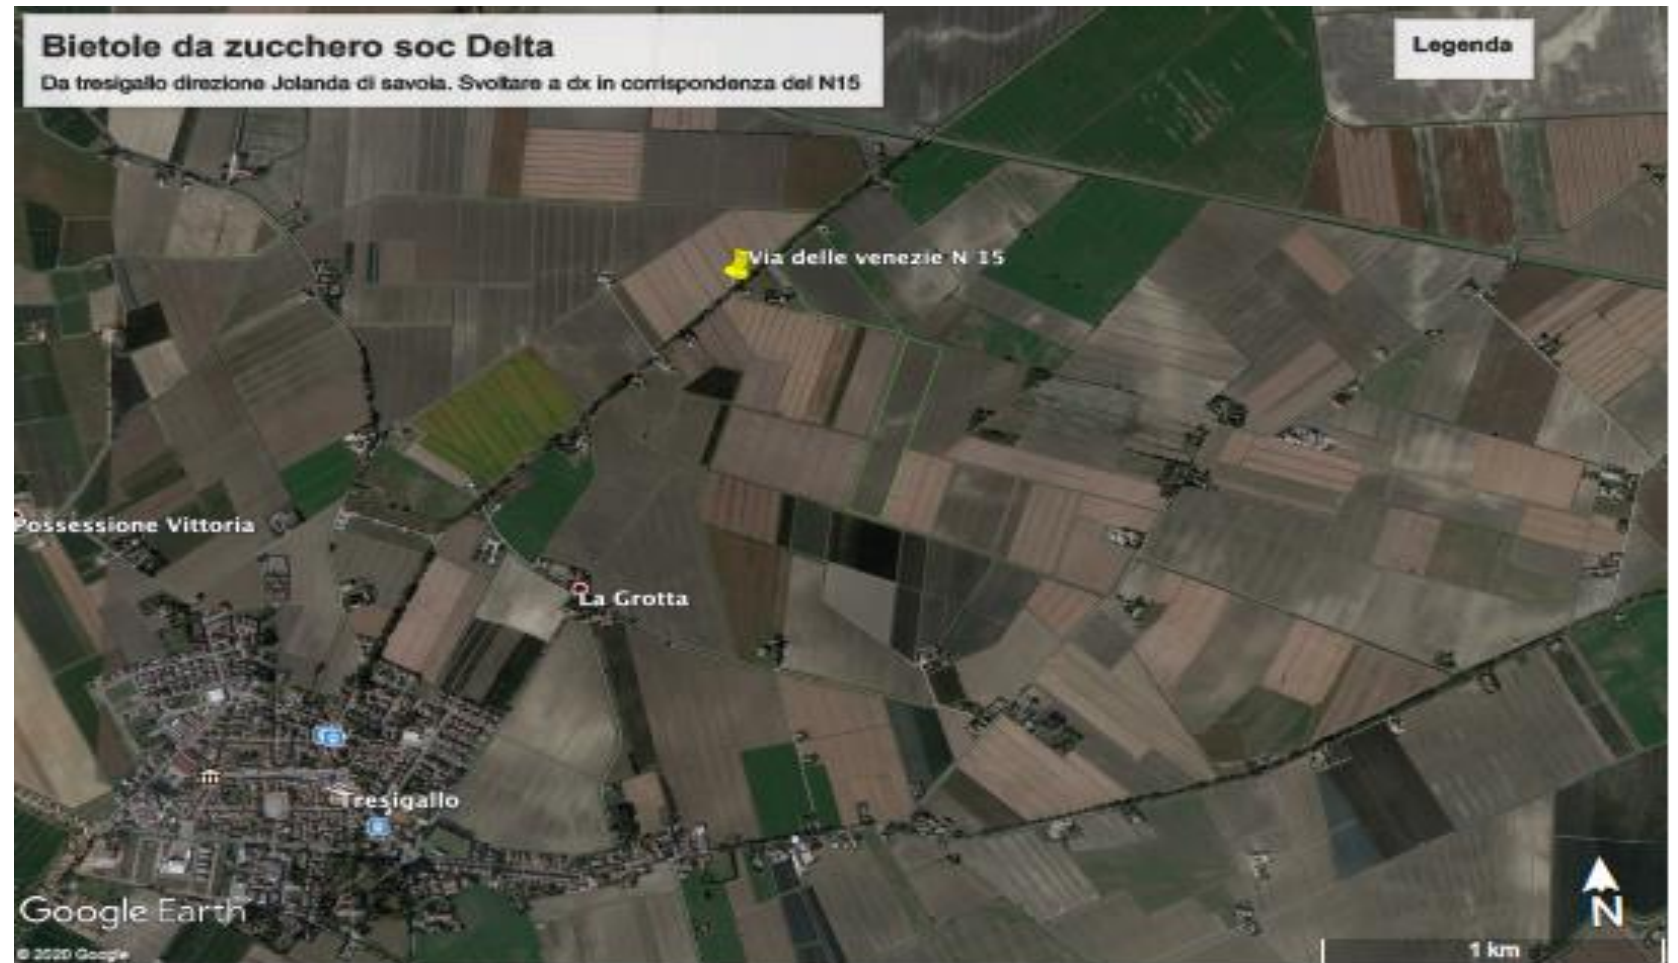 Bietole da zucchero soc Delta
Da tresigallo direzione Jolanda di savoia. Svoltare a dx in corrispondenza del N15
Legenda
Via delle venezie N 15
Possessione Vittoria
La Grotta
Tresigallo
Google Earth
© 2020 Google
N
1 km